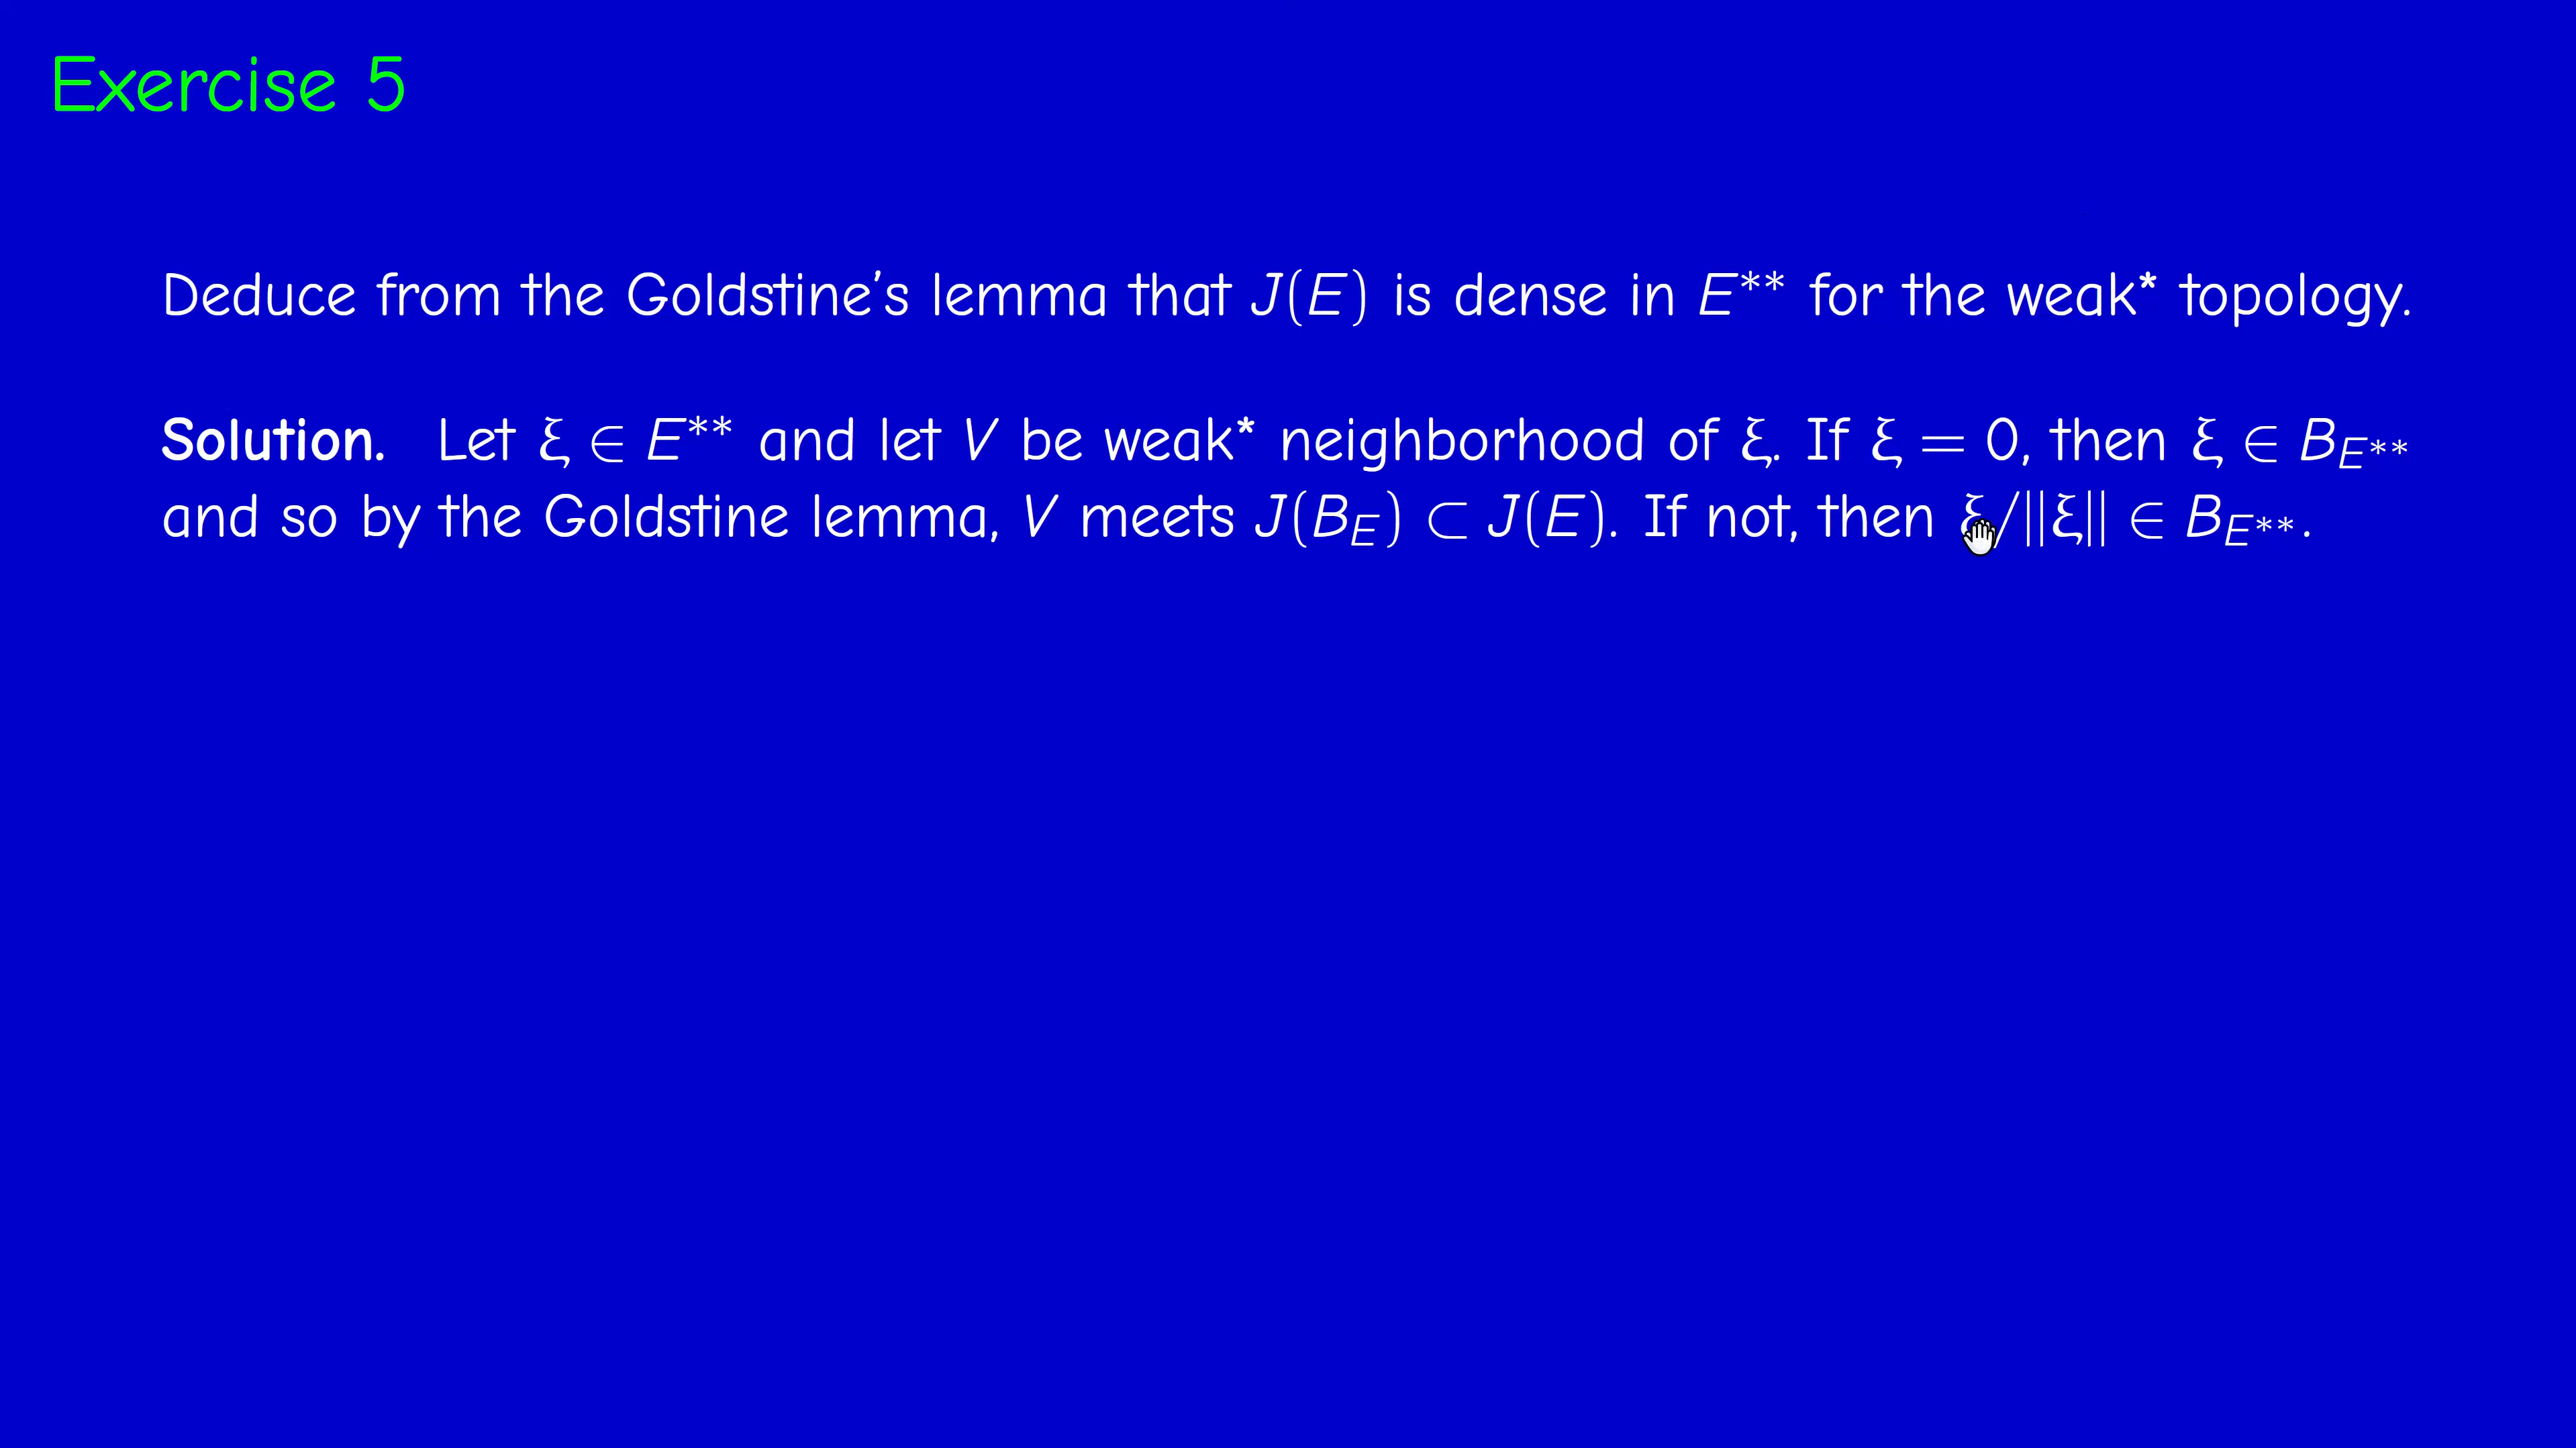 Exercise 5
Deduce from the Goldstine's lemma that J(E) is dense in E** for the weak* topology.
Solution. Let ξ ∈ E** and let V be weak* neighborhood of ξ. If ξ = 0, then ξ ∈ B_{E**}
and so by the Goldstine lemma, V meets J(B_E) ⊂ J(E). If not, then ξ/||ξ|| ∈ B_{E**}.